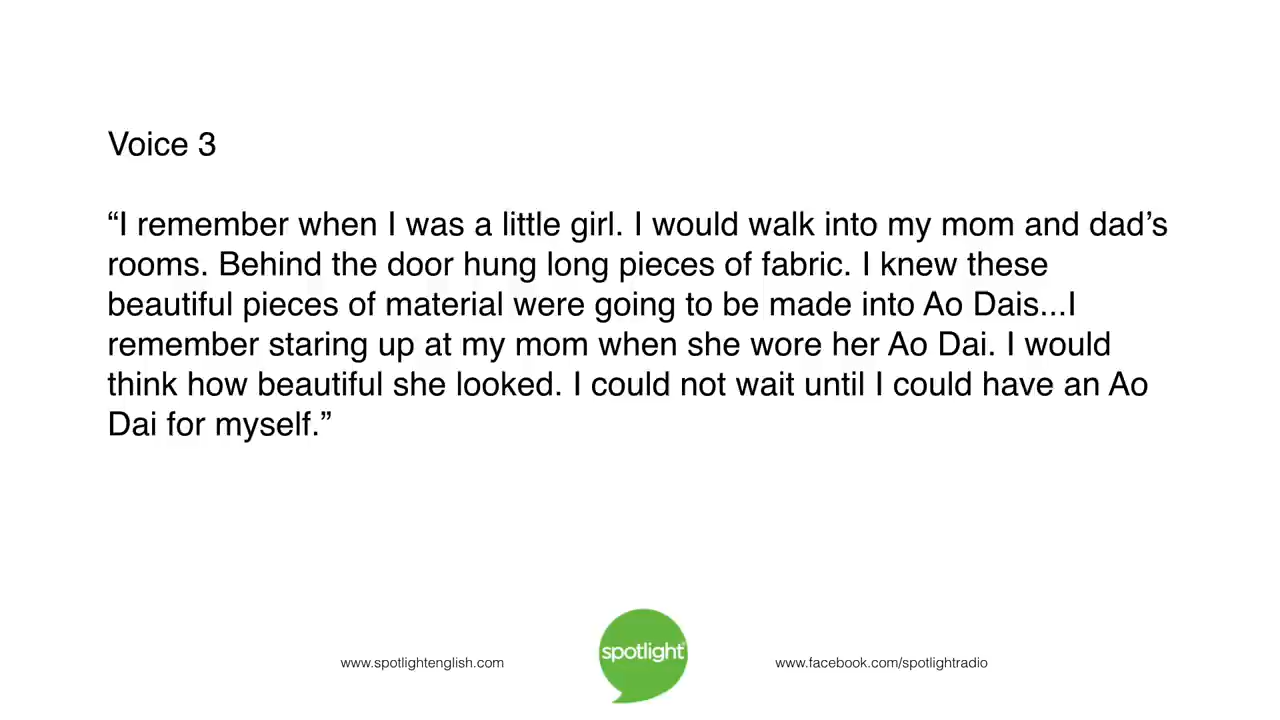 Voice 3
“I remember when I was a little girl. I would walk into my mom and dad’s
rooms. Behind the door hung long pieces of fabric. I knew these
beautiful pieces of material were going to be made into Ao Dais...I
remember staring up at my mom when she wore her Ao Dai. I would
think how beautiful she looked. I could not wait until I could have an Ao
Dai for myself.”
www.spotlightenglish.com
spotlight
www.facebook.com/spotlightradio